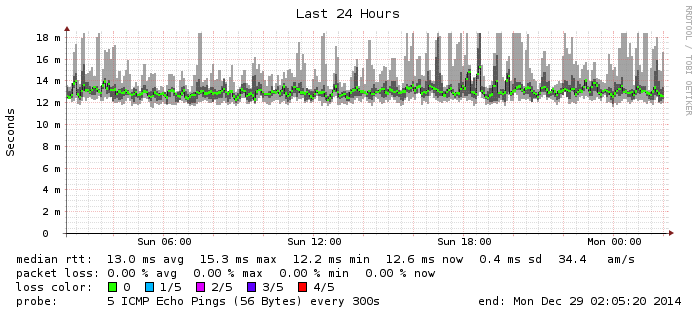 Last 24 Hours
RRDTOOL / TOBI OETIKER
Seconds
18 m
16 m
14 m
12 m
10 m
8 m
6 m
4 m
2 m
0
Sun 06:00 Sun 12:00 Sun 18:00 Mon 00:00
median rtt: 13.0 ms avg 15.3 ms max 12.2 ms min 12.6 ms now 0.4 ms sd 34.4 am/s
packet loss: 0.00 % avg 0.00 % max 0.00 % min 0.00 % now
loss color: 0 1/5 2/5 3/5 4/5
probe: 5 ICMP Echo Pings (56 Bytes) every 300s end: Mon Dec 29 02:05:20 2014